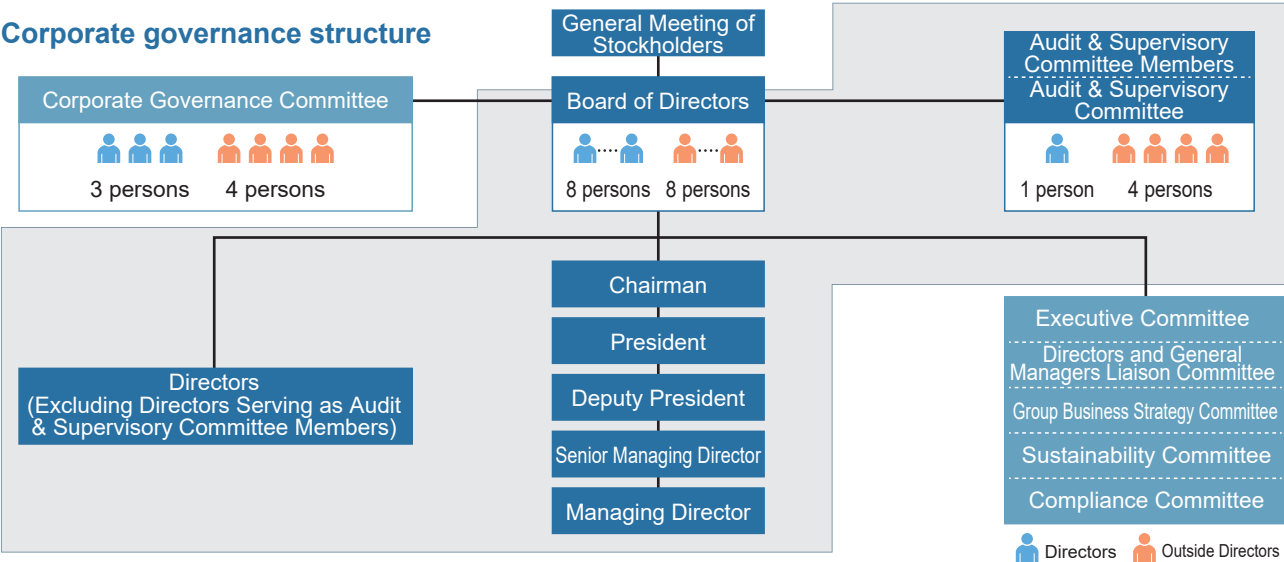 Corporate governance structure
General Meeting of
Stockholders
Corporate Governance Committee
3 persons 4 persons
Board of Directors
8 persons 8 persons
Audit & Supervisory
Committee Members
Audit & Supervisory
Committee
1 person 4 persons
Directors
(Excluding Directors Serving as Audit
& Supervisory Committee Members)
Chairman
President
Deputy President
Senior Managing Director
Managing Director
Executive Committee
Directors and General
Managers Liaison Committee
Group Business Strategy Committee
Sustainability Committee
Compliance Committee
Directors Outside Directors